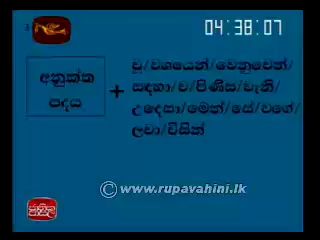 04:38:07
අනුක්ත
පදය
+
වූ/වශයෙන්/වෙනුවෙන්/
සඳහා/ව/පිණිස/වැනි/
උදෙසා/මෙන්/සේ/වගේ/
ලවා/විසින්
©www.rupavahini.lk